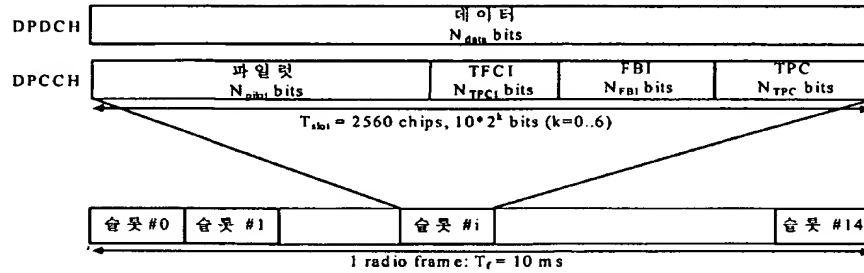 DPDCH
데이터
N_data bits
DPCCH
파일럿
N_pilot bits
TFCI
N_TFCI bits
FBI
N_FBI bits
TPC
N_TPC bits
T_slot = 2560 chips, 10*2^k bits (k=0..6)
슬롯 #0
슬롯 #1
슬롯 #i
슬롯 #14
1 radio frame: T_f = 10 ms